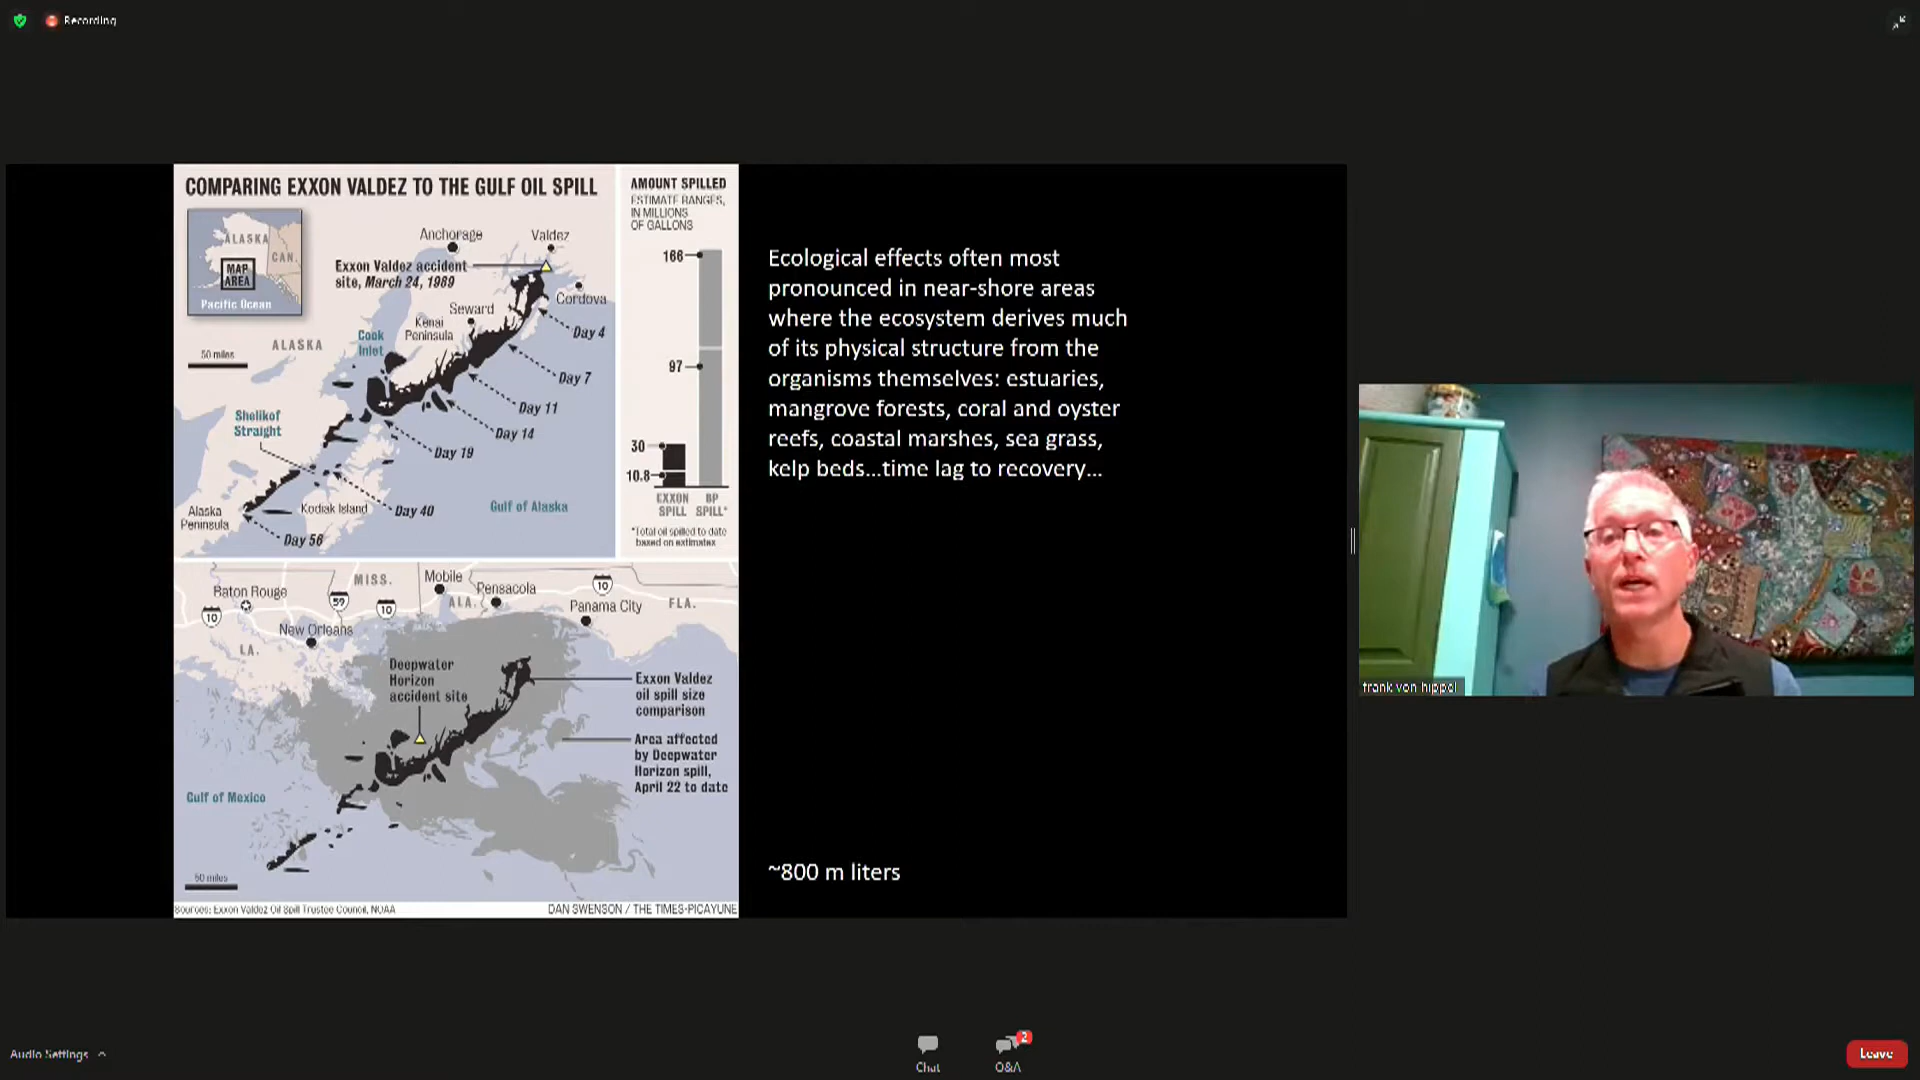 Recording
COMPARING EXXON VALDEZ TO THE GULF OIL SPILL
ALASKA
CAN.
MAP
AREA
Pacific Ocean
Anchorage
Valdez
Exxon Valdez accident
site, March 24, 1989
Cordova
Seward
Kenai
Peninsula
Cook
Inlet
ALASKA
50 miles
Day 4
Day 7
Day 11
Day 14
Day 19
Shelikof
Straight
Day 40
Gulf of Alaska
Kodiak Island
Alaska
Peninsula
Day 56
AMOUNT SPILLED
ESTIMATE RANGES,
IN MILLIONS
OF GALLONS
166
97
30
10.8
EXXON
SPILL
BP
SPILL*
*Total oil spilled to date
based on estimates
Baton Rouge
MISS.
Mobile
Pensacola
ALA.
Panama City
FLA.
10
59
10
10
New Orleans
LA.
Deepwater
Horizon
accident site
Exxon Valdez
oil spill size
comparison
Area affected
by Deepwater
Horizon spill,
April 22 to date
Gulf of Mexico
50 miles
Sources: Exxon Valdez Oil Spill Trustee Council, NOAA
DAN SWENSON / THE TIMES-PICAYUNE
Ecological effects often most
pronounced in near-shore areas
where the ecosystem derives much
of its physical structure from the
organisms themselves: estuaries,
mangrove forests, coral and oyster
reefs, coastal marshes, sea grass,
kelp beds...time lag to recovery...
~800 m liters
frank von hippel
Audio Settings
Chat
2
Q&A
Leave